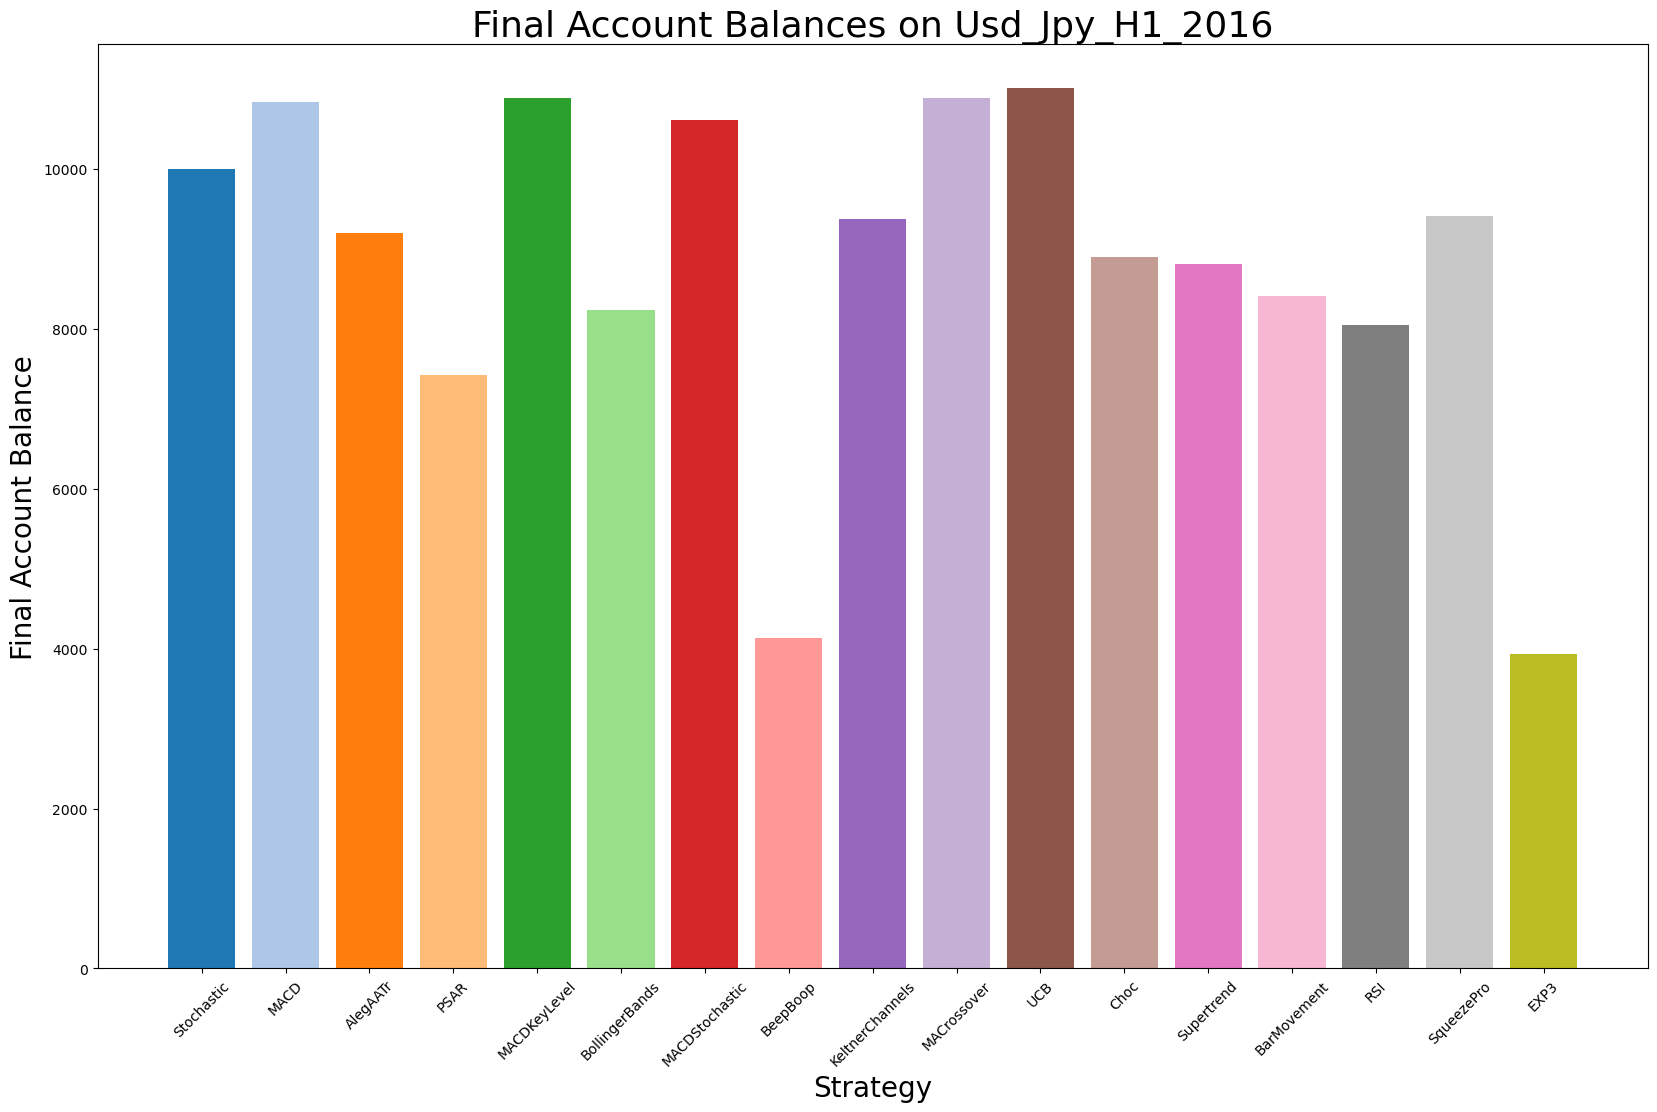 Final Account Balances on Usd_Jpy_H1_2016
Final Account Balance
10000
8000
6000
4000
2000
0
Stochastic
MACD
AlegAATr
PSAR
MACDKeyLevel
BollingerBands
MACDStochastic
BeepBoop
KeltnerChannels
MACrossover
UCB
Choc
Supertrend
BarMovement
RSI
SqueezePro
EXP3
Strategy